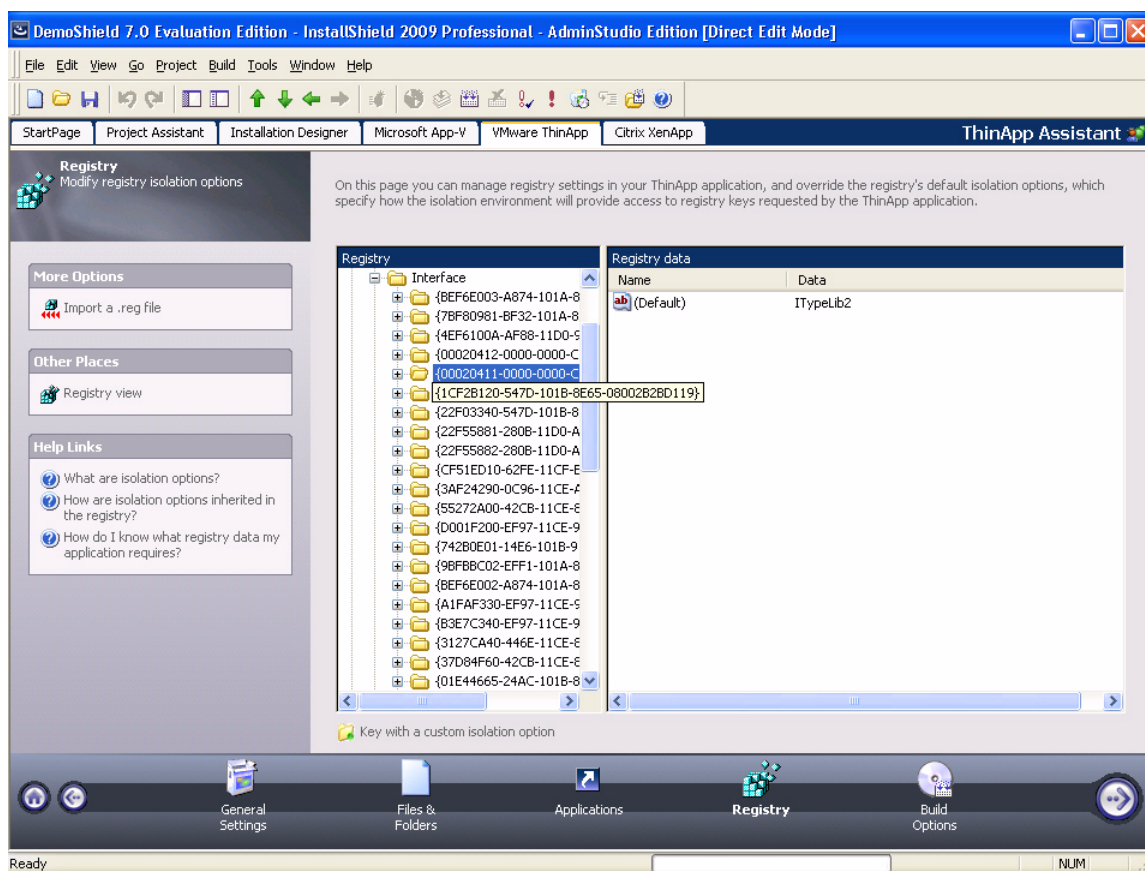 DemoShield 7.0 Evaluation Edition - InstallShield 2009 Professional - AdminStudio Edition [Direct Edit Mode]
File Edit View Go Project Build Tools Window Help
StartPage Project Assistant Installation Designer Microsoft App-V VMware ThinApp Citrix XenApp ThinApp Assistant
Registry
Modify registry isolation options
On this page you can manage registry settings in your ThinApp application, and override the registry's default isolation options, which
specify how the isolation environment will provide access to registry keys requested by the ThinApp application.
More Options
Import a .reg file
Other Places
Registry view
Help Links
What are isolation options?
How are isolation options inherited in
the registry?
How do I know what registry data my
application requires?
Registry
Interface
{BEF6E003-A874-101A-8
{7BF80981-BF32-101A-8
{4EF6100A-AF88-11D0-9
{00020412-0000-0000-C
{00020411-0000-0000-C
{1CF2B120-547D-101B-8E65-08002B2BD119}
{22F03340-547D-101B-8
{22F55881-280B-11D0-A
{22F55882-280B-11D0-A
{CF51ED10-62FE-11CF-E
{3AF24290-0C96-11CE-A
{55272A00-42CB-11CE-8
{D001F200-EF97-11CE-9
{742B0E01-14E6-101B-9
{9BFBBC02-EFF1-101A-8
{BEF6E002-A874-101A-8
{A1FAF330-EF97-11CE-9
{B3E7C340-EF97-11CE-9
{3127CA40-446E-11CE-8
{37D84F60-42CB-11CE-8
{01E44665-24AC-101B-8
Registry data
Name Data
ab (Default) ITypeLib2
Key with a custom isolation option
General
Settings
Files &
Folders
Applications
Registry
Build
Options
Ready NUM